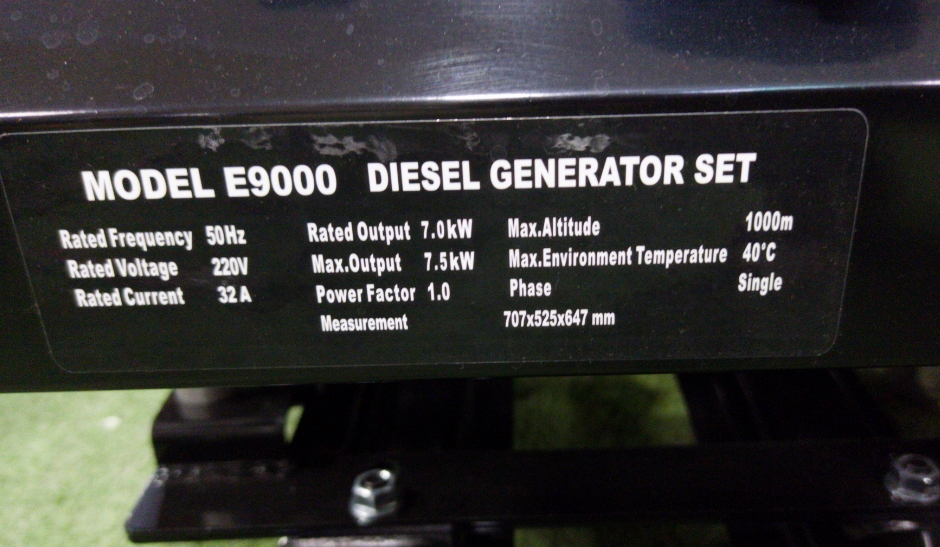 MODEL E9000 DIESEL GENERATOR SET
Rated Frequency 50Hz Rated Output 7.0kW Max.Altitude 1000m
Rated Voltage 220V Max.Output 7.5kW Max.Environment Temperature 40°C
Rated Current 32A Power Factor 1.0 Phase Single
Measurement 707x525x647 mm